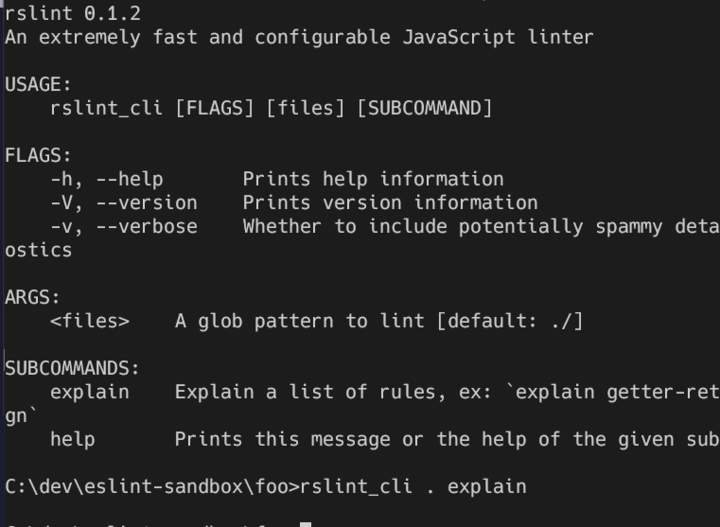 rslint 0.1.2
An extremely fast and configurable JavaScript linter
USAGE:
rslint_cli [FLAGS] [files] [SUBCOMMAND]
FLAGS:
-h, --help Prints help information
-V, --version Prints version information
-v, --verbose Whether to include potentially spammy deta
ostics
ARGS:
<files> A glob pattern to lint [default: ./]
SUBCOMMANDS:
explain Explain a list of rules, ex: `explain getter-ret
gn`
help Prints this message or the help of the given sub
C:\dev\eslint-sandbox\foo>rslint_cli . explain